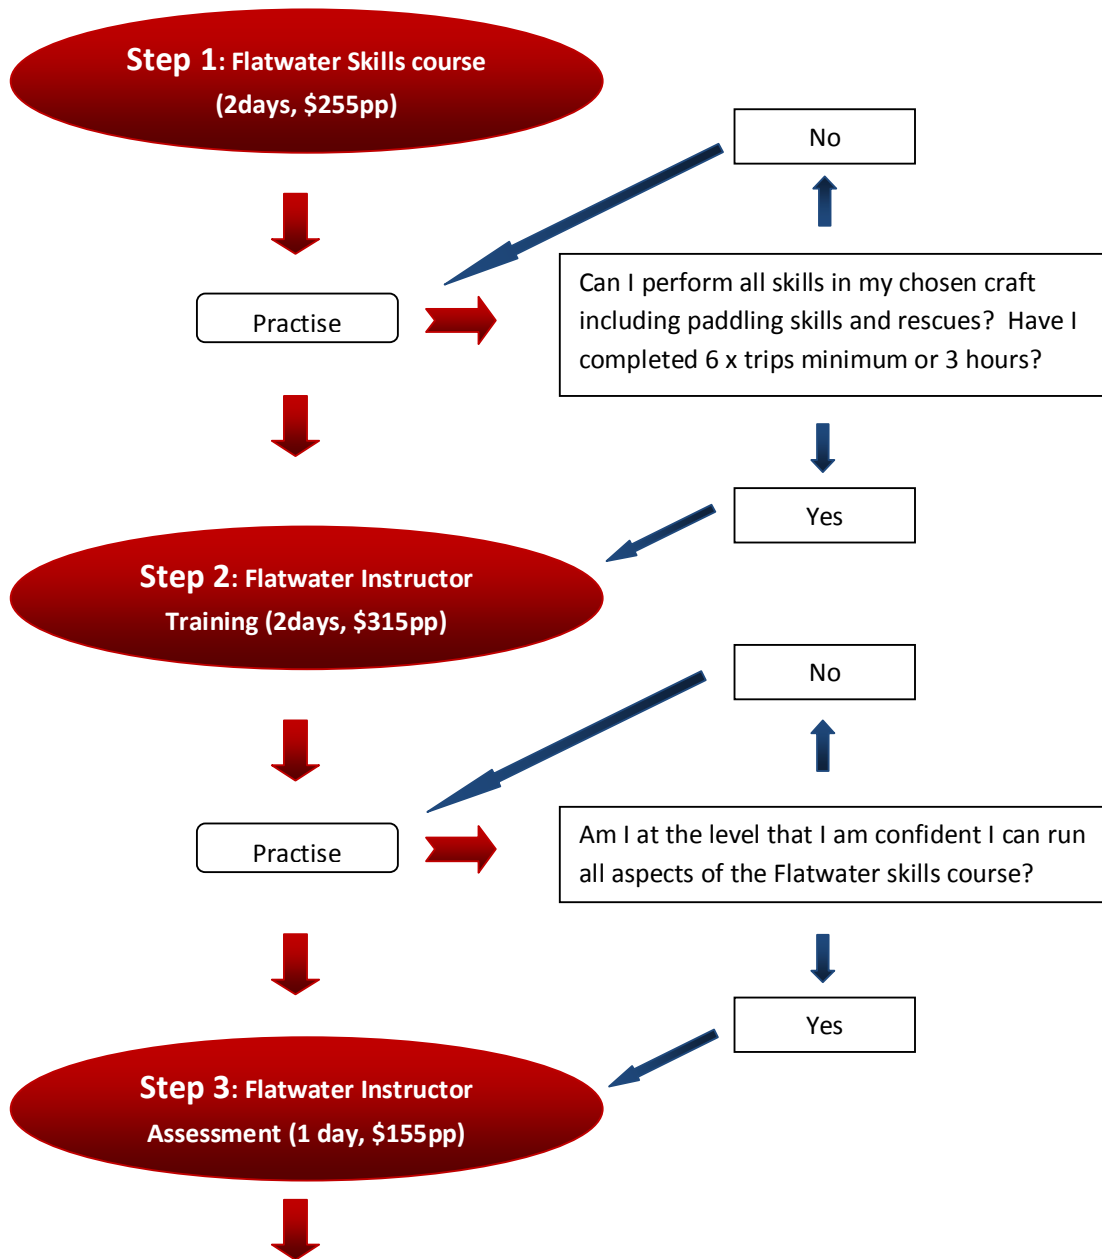 Step 1: Flatwater Skills course
(2days, $255pp)
No
Practise
Can I perform all skills in my chosen craft
including paddling skills and rescues?  Have I
completed 6 x trips minimum or 3 hours?
Yes
Step 2: Flatwater Instructor
Training (2days, $315pp)
No
Practise
Am I at the level that I am confident I can run
all aspects of the Flatwater skills course?
Yes
Step 3: Flatwater Instructor
Assessment (1 day, $155pp)